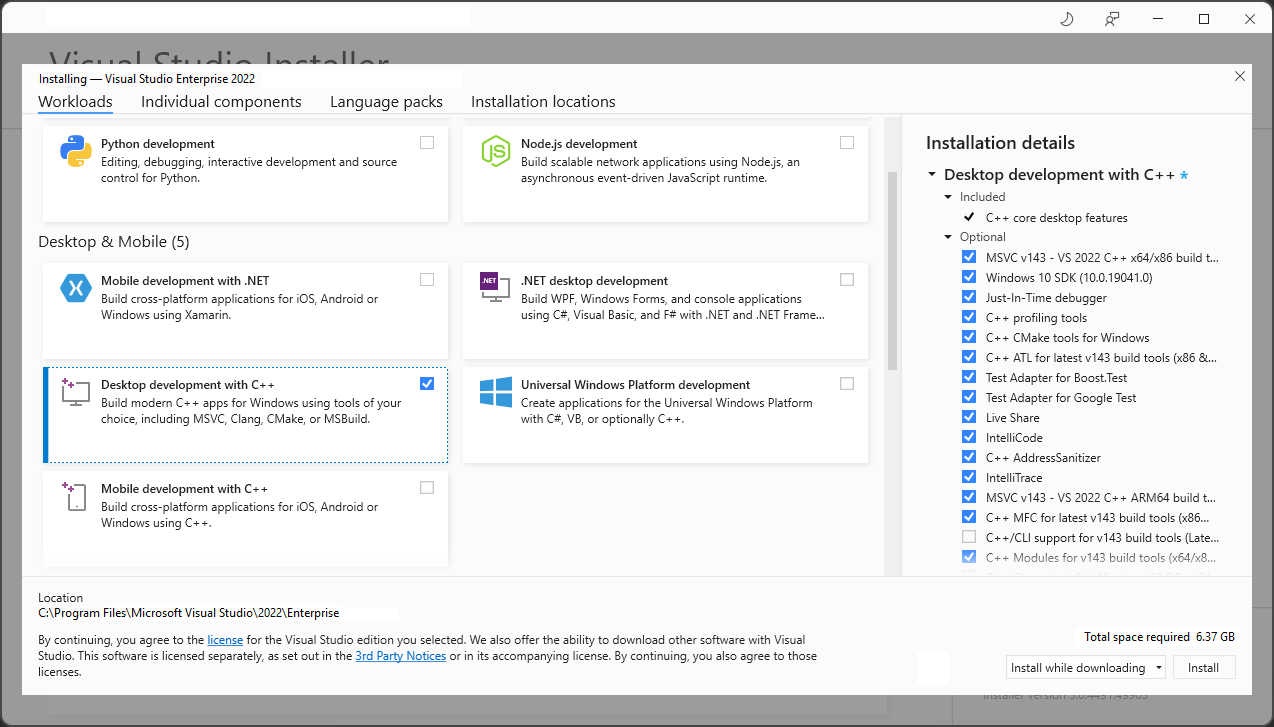 Visual Studio Installer
Installing — Visual Studio Enterprise 2022
Workloads
Individual components
Language packs
Installation locations
Python development
Editing, debugging, interactive development and source
control for Python.
JS
Node.js development
Build scalable network applications using Node.js, an
asynchronous event-driven JavaScript runtime.
Desktop & Mobile (5)
Mobile development with .NET
Build cross-platform applications for iOS, Android or
Windows using Xamarin.
.NET
.NET desktop development
Build WPF, Windows Forms, and console applications
using C#, Visual Basic, and F# with .NET and .NET Frame...
Desktop development with C++
Build modern C++ apps for Windows using tools of your
choice, including MSVC, Clang, CMake, or MSBuild.
Universal Windows Platform development
Create applications for the Universal Windows Platform
with C#, VB, or optionally C++.
Mobile development with C++
Build cross-platform applications for iOS, Android or
Windows using C++.
Installation details
Desktop development with C++ *
Included
C++ core desktop features
Optional
MSVC v143 - VS 2022 C++ x64/x86 build t...
Windows 10 SDK (10.0.19041.0)
Just-In-Time debugger
C++ profiling tools
C++ CMake tools for Windows
C++ ATL for latest v143 build tools (x86 &...
Test Adapter for Boost.Test
Test Adapter for Google Test
Live Share
IntelliCode
C++ AddressSanitizer
IntelliTrace
MSVC v143 - VS 2022 C++ ARM64 build t...
C++ MFC for latest v143 build tools (x86...
C++/CLI support for v143 build tools (Late...
C++ Modules for v143 build tools (x64/x8...
Location
C:\Program Files\Microsoft Visual Studio\2022\Enterprise
By continuing, you agree to the license for the Visual Studio edition you selected. We also offer the ability to download other software with Visual
Studio. This software is licensed separately, as set out in the 3rd Party Notices or in its accompanying license. By continuing, you also agree to those
licenses.
Total space required 6.37 GB
Install while downloading
Install